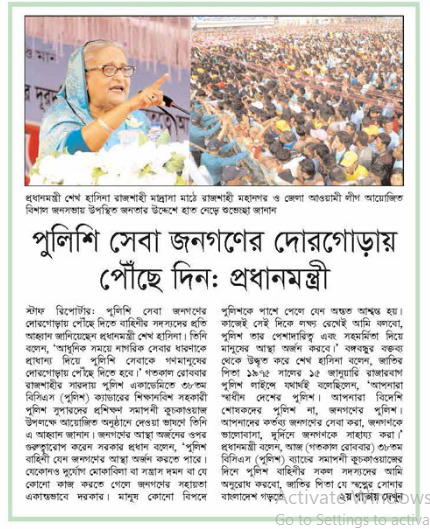 প্রধানমন্ত্রী শেখ হাসিনা রাজশাহী মাদ্রাসা মাঠে রাজশাহী মহানগর ও জেলা আওয়ামী লীগ আয়োজিত
বিশাল জনসভায় উপস্থিত জনতার উদ্দেশে হাত নেড়ে শুভেচ্ছা জানান
পুলিশি সেবা জনগণের দোরগোড়ায়
পৌঁছে দিন: প্রধানমন্ত্রী
স্টাফ রিপোর্টার: পুলিশি সেবা জনগণের
দোরগোড়ায় পৌঁছে দিতে বাহিনীর সদস্যদের প্রতি
আহ্বান জানিয়েছেন প্রধানমন্ত্রী শেখ হাসিনা। তিনি
বলেন, 'আধুনিক সময়ে নাগরিক সেবার ধারণাকে
প্রাধান্য দিয়ে পুলিশি সেবাকে গণমানুষের
দোরগোড়ায় পৌঁছে দিতে হবে।' গতকাল রোববার
রাজশাহীর সারদায় পুলিশ একাডেমিতে ৩৮তম
বিসিএস (পুলিশ) ক্যাডারের শিক্ষানবিশ সহকারী
পুলিশ সুপারদের প্রশিক্ষণ সমাপনী কুচকাওয়াজ
উপলক্ষে আয়োজিত অনুষ্ঠানে দেওয়া ভাষণে তিনি
এ আহ্বান জানান। জনগণের আস্থা অর্জনের ওপর
গুরুত্বারোপ করেন সরকার প্রধান বলেন, 'পুলিশ
বাহিনী যেন জনগণের আস্থা অর্জন করতে পারে।
যেকোনও দুর্যোগ মোকাবিলা বা সন্ত্রাস দমন বা যে
কোনো কাজ করতে গেলে জনগণের সহায়তা
একান্তভাবে দরকার। মানুষ কোনো বিপদে
পুলিশকে পাশে পেলে যেন অন্তত আশ্বস্ত হয়।
কাজেই সেই দিকে লক্ষ্য রেখেই আমি বলবো,
পুলিশ তার পেশাদারিত্ব এবং সহমর্মিতা দিয়ে
মানুষের আস্থা অর্জন করবে।' বঙ্গবন্ধুর বক্তব্য
থেকে উদ্ধৃত করে শেখ হাসিনা বলেন, জাতির
পিতা ১৯৭৫ সালের ১৫ জানুয়ারি রাজারবাগ
পুলিশ লাইন্সে যথার্থই বলেছিলেন, 'আপনারা
স্বাধীন দেশের পুলিশ। আপনারা বিদেশি
শোষকদের পুলিশ না, জনগণের পুলিশ।
আপনাদের কর্তব্য জনগণের সেবা করা, জনগণকে
ভালোবাসা, দুর্দিনে জনগণকে সাহায্য করা।'
প্রধানমন্ত্রী বলেন, আজ (গতকাল রোববার) ৩৮তম
বিসিএস (পুলিশ) ব্যাচের সমাপনী কুচকাওয়াজের
দিনে পুলিশ বাহিনীর সকল সদস্যদের আমি
অনুরোধ করবো, জাতির পিতা যে স্বপ্নের সোনার
বাংলাদেশ গড়তে ২য় পাতায় দেখুন
Activate Windows
Go to Settings to activate